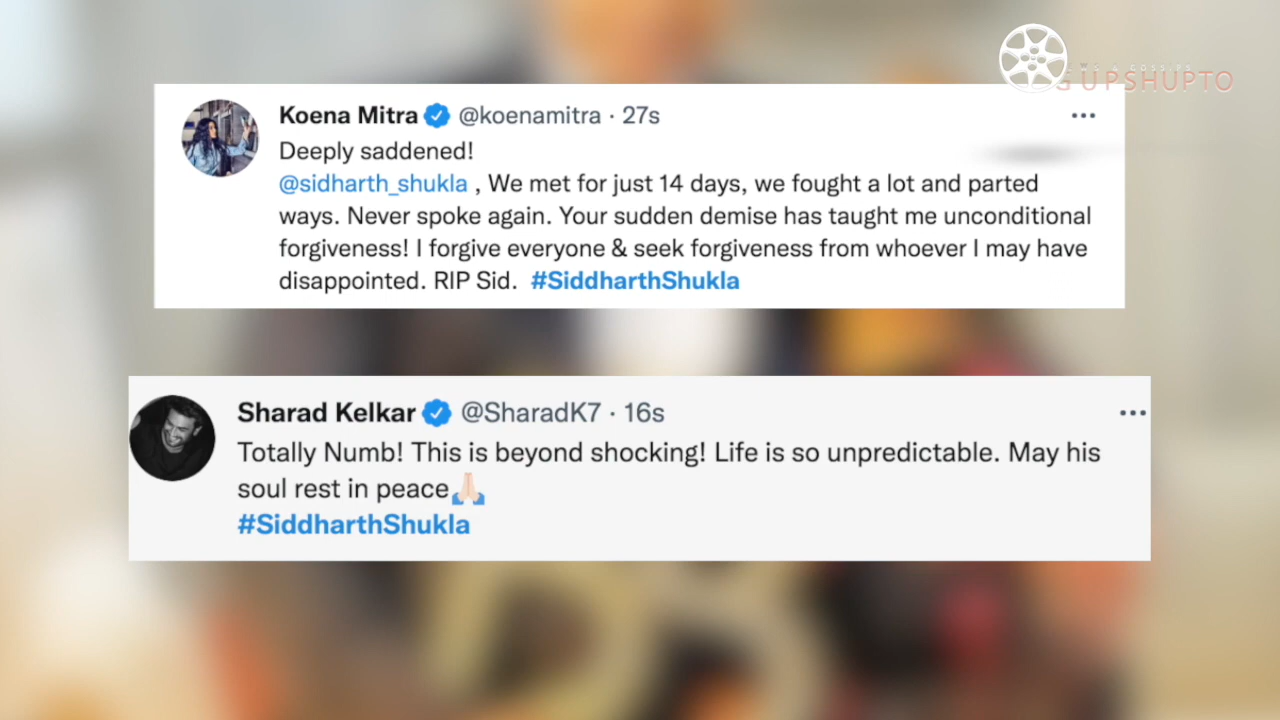 GUPSHUPTO
Koena Mitra @koenamitra · 27s
Deeply saddened!
@sidharth_shukla , We met for just 14 days, we fought a lot and parted
ways. Never spoke again. Your sudden demise has taught me unconditional
forgiveness! I forgive everyone & seek forgiveness from whoever I may have
disappointed. RIP Sid. #SiddharthShukla
Sharad Kelkar @SharadK7 · 16s
Totally Numb! This is beyond shocking! Life is so unpredictable. May his
soul rest in peace🙏🏻
#SiddharthShukla